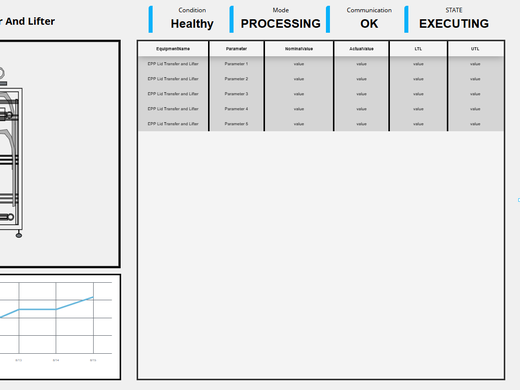 r And Lifter
Condition
Healthy
Mode
PROCESSING
Communication
OK
STATE
EXECUTING
EquipmentName Parameter NominalValue ActualValue LTL UTL
EPP Lid Transfer and Lifter Parameter 1 value value value value
EPP Lid Transfer and Lifter Parameter 2 value value value value
EPP Lid Transfer and Lifter Parameter 3 value value value value
EPP Lid Transfer and Lifter Parameter 4 value value value value
EPP Lid Transfer and Lifter Parameter 5 value value value value